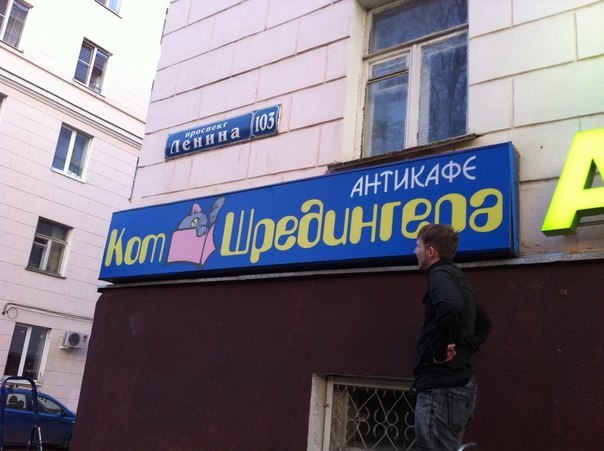 проспект
Ленина 103
АНТИКАФЕ
Кот Шредингера
А